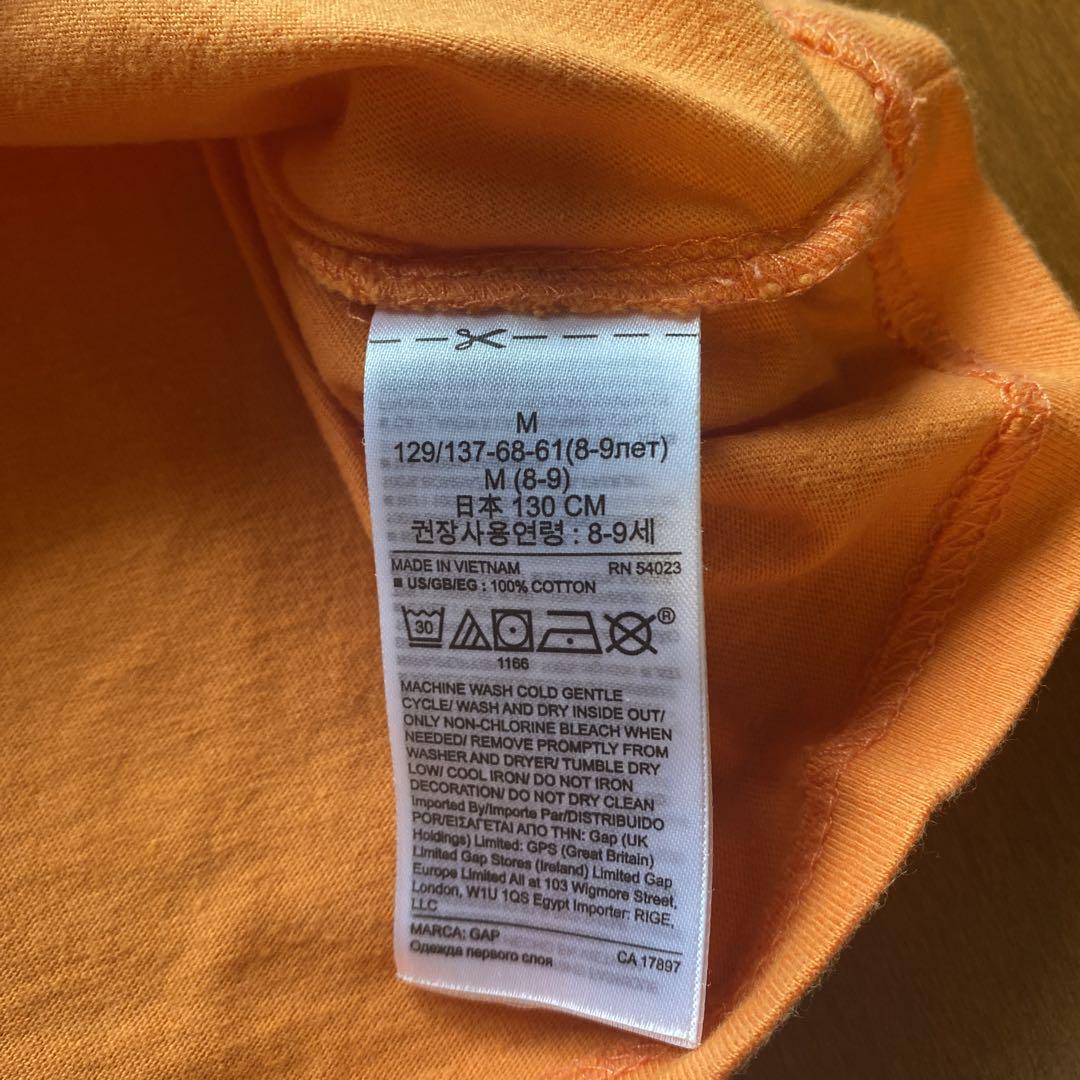 M
129/137-68-61(8-9лет)
M (8-9)
日本 130 CM
권장사용연령 : 8-9세
MADE IN VIETNAM RN 54023
■ US/GB/EG : 100% COTTON
30 ®
1166
MACHINE WASH COLD GENTLE
CYCLE/ WASH AND DRY INSIDE OUT/
ONLY NON-CHLORINE BLEACH WHEN
NEEDED/ REMOVE PROMPTLY FROM
WASHER AND DRYER/ TUMBLE DRY
LOW/ COOL IRON/ DO NOT IRON
DECORATION/ DO NOT DRY CLEAN
Imported By/Importe Par/DISTRIBUIDO
POR/ΕΙΣΑΓΕΤΑΙ ΑΠΟ ΤΗΝ: Gap (UK
Holdings) Limited: GPS (Great Britain)
Limited Gap Stores (Ireland) Limited Gap
Europe Limited All at 103 Wigmore Street,
London, W1U 1QS Egypt Importer: RIGE,
LLC
MARCA: GAP
Одежда первого слоя CA 17897